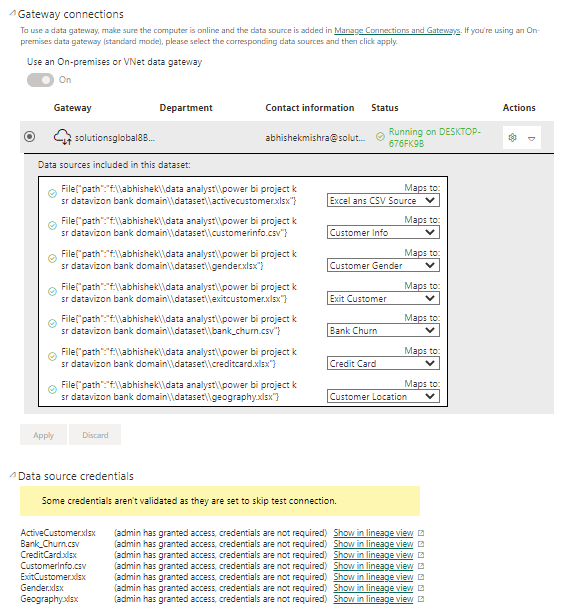 Gateway connections
To use a data gateway, make sure the computer is online and the data source is added in Manage Connections and Gateways. If you're using an On-
premises data gateway (standard mode), please select the corresponding data sources and then click apply.
Use an On-premises or VNet data gateway
On
Gateway Department Contact information Status Actions
solutionsglobal8B... abhishekmishra@solut... Running on DESKTOP-
676FK9B
Data sources included in this dataset:
File{"path":"f:\\abhishek\\data analyst\\power bi project k Maps to:
sr datavizon bank domain\\dataset\\activecustomer.xlsx"} Excel ans CSV Source
File{"path":"f:\\abhishek\\data analyst\\power bi project k Maps to:
sr datavizon bank domain\\dataset\\customerinfo.csv"} Customer Info
File{"path":"f:\\abhishek\\data analyst\\power bi project k Maps to:
sr datavizon bank domain\\dataset\\gender.xlsx"} Customer Gender
File{"path":"f:\\abhishek\\data analyst\\power bi project k Maps to:
sr datavizon bank domain\\dataset\\exitcustomer.xlsx"} Exit Customer
File{"path":"f:\\abhishek\\data analyst\\power bi project k Maps to:
sr datavizon bank domain\\dataset\\bank_churn.csv"} Bank Churn
File{"path":"f:\\abhishek\\data analyst\\power bi project k Maps to:
sr datavizon bank domain\\dataset\\creditcard.xlsx"} Credit Card
File{"path":"f:\\abhishek\\data analyst\\power bi project k Maps to:
sr datavizon bank domain\\dataset\\geography.xlsx"} Customer Location
Apply Discard
Data source credentials
Some credentials aren't validated as they are set to skip test connection.
ActiveCustomer.xlsx (admin has granted access, credentials are not required) Show in lineage view
Bank_Churn.csv (admin has granted access, credentials are not required) Show in lineage view
CreditCard.xlsx (admin has granted access, credentials are not required) Show in lineage view
CustomerInfo.csv (admin has granted access, credentials are not required) Show in lineage view
ExitCustomer.xlsx (admin has granted access, credentials are not required) Show in lineage view
Gender.xlsx (admin has granted access, credentials are not required) Show in lineage view
Geography.xlsx (admin has granted access, credentials are not required) Show in lineage view